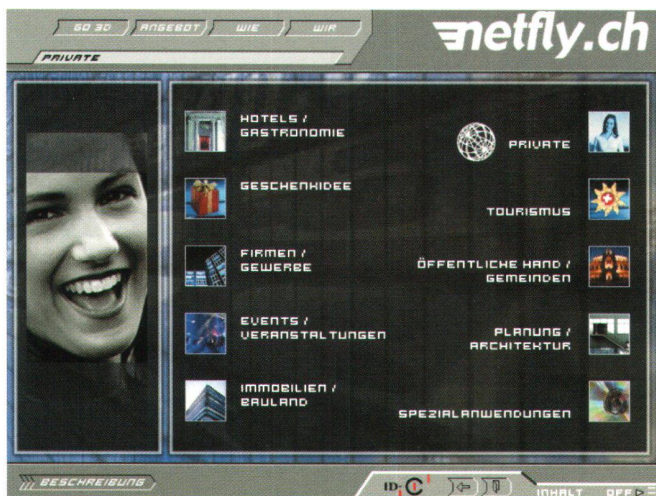 GO 3D ANGEBOT WIE WIR
netfly.ch
PRIVATE
HOTELS /
GASTRONOMIE
GESCHENKIDEE
FIRMEN /
GEWERBE
EVENTS /
VERANSTALTUNGEN
IMMOBILIEN /
BAULAND
PRIVATE
TOURISMUS
ÖFFENTLICHE HAND /
GEMEINDEN
PLANUNG /
ARCHITEKTUR
SPEZIALANWENDUNGEN
BESCHREIBUNG
ID-C
INHALT OFF